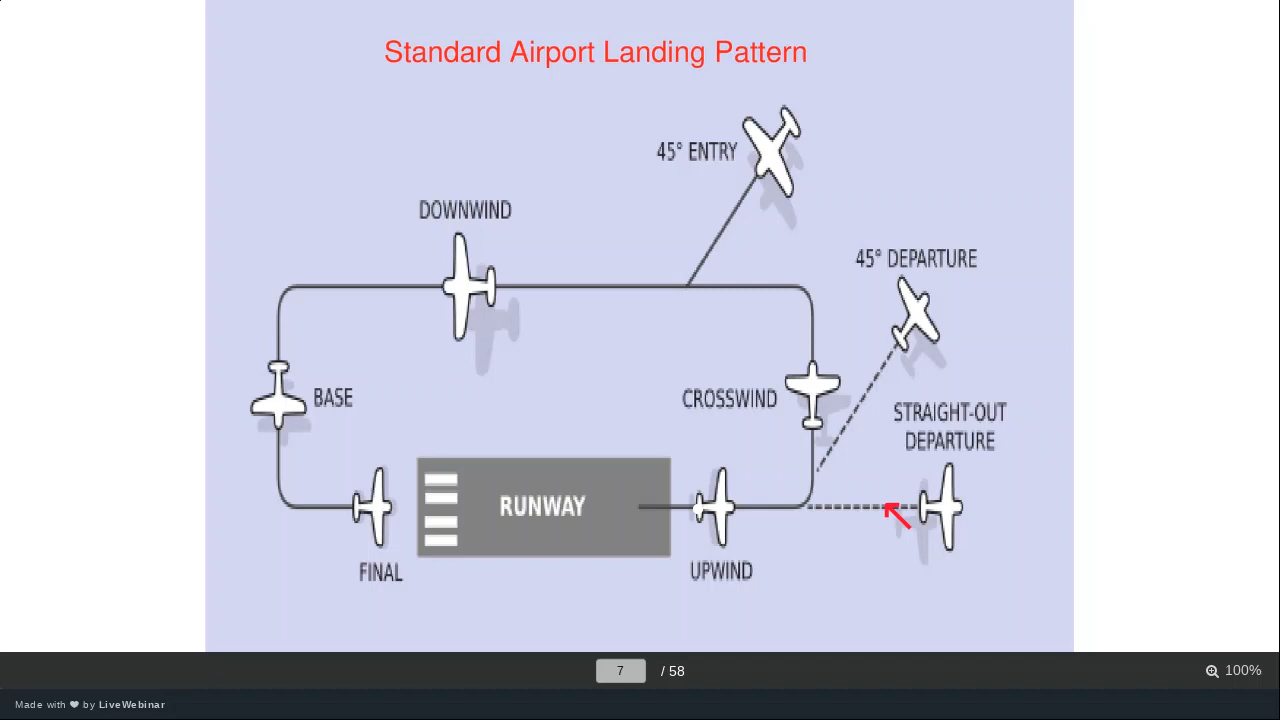 Standard Airport Landing Pattern
45° ENTRY
DOWNWIND
45° DEPARTURE
BASE
CROSSWIND
STRAIGHT-OUT
DEPARTURE
RUNWAY
FINAL
UPWIND
7 / 58
100%
Made with ❤ by LiveWebinar